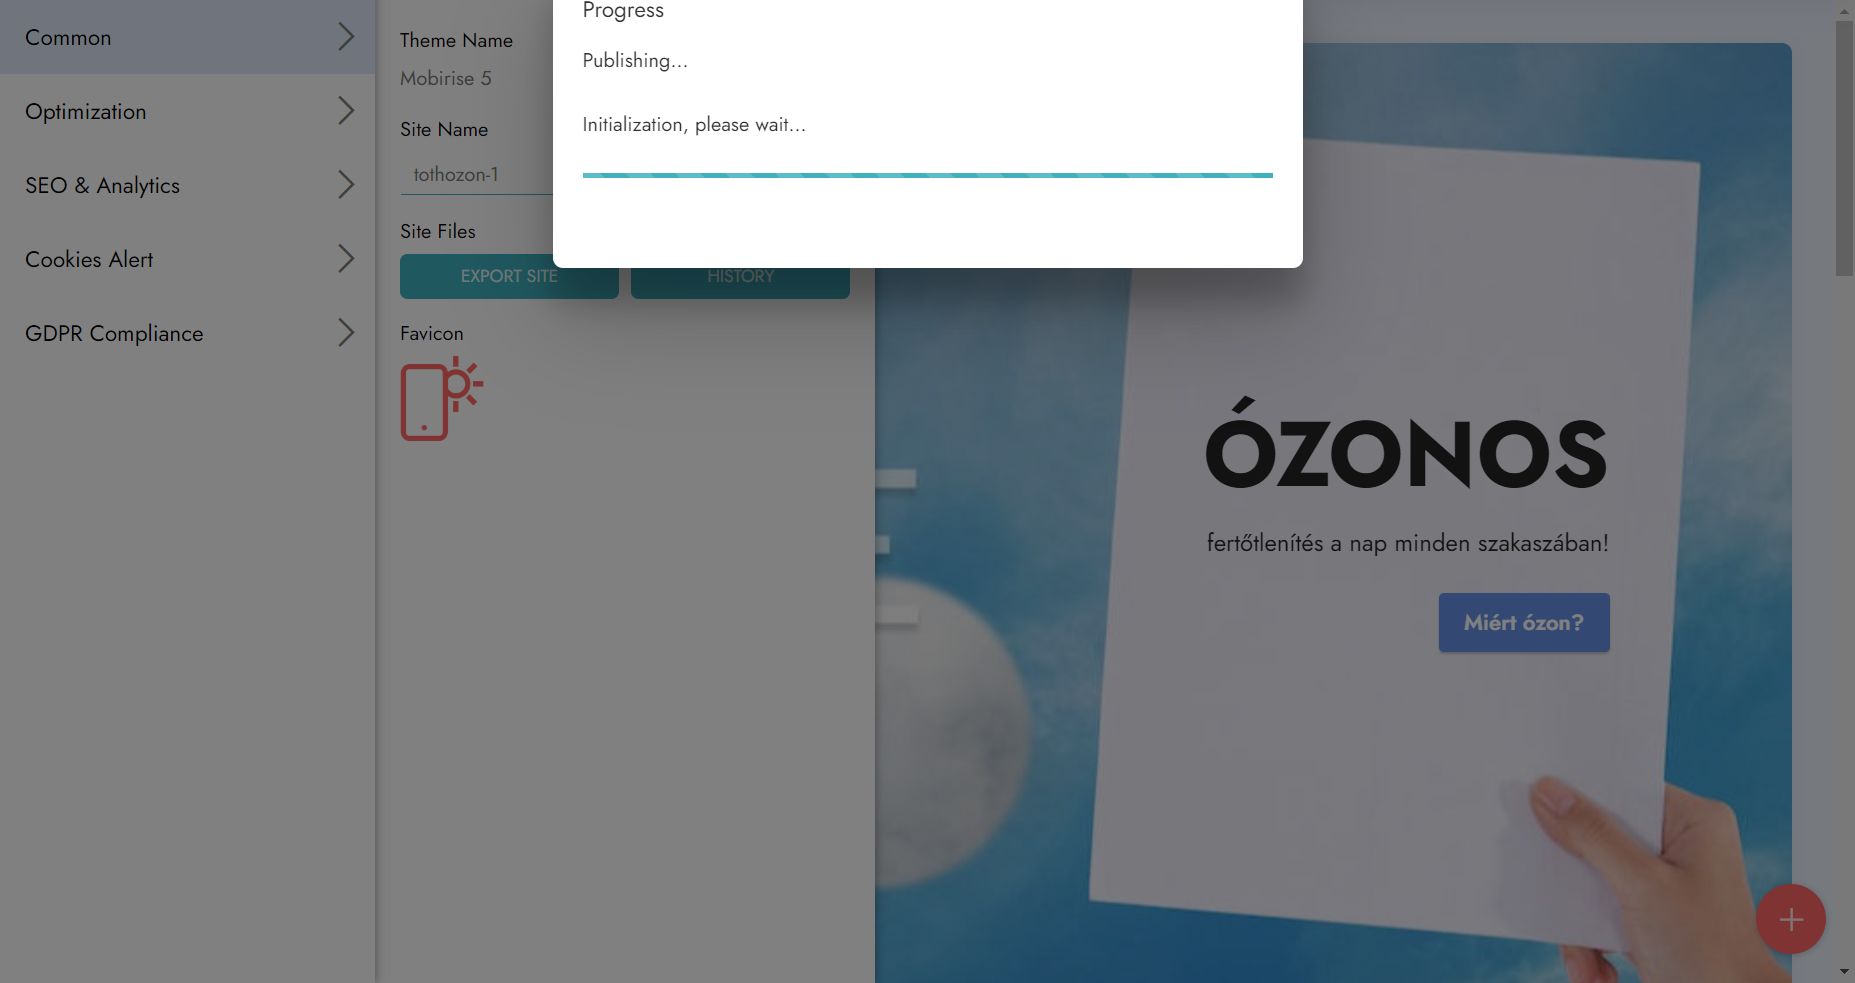 Common
Optimization
SEO & Analytics
Cookies Alert
GDPR Compliance
Theme Name
Mobirise 5
Site Name
tothozon-1
Site Files
EXPORT SITE
HISTORY
Favicon
Progress
Publishing...
Initialization, please wait...
ÓZONOS
fertőtlenítés a nap minden szakaszában!
Miért ózon?